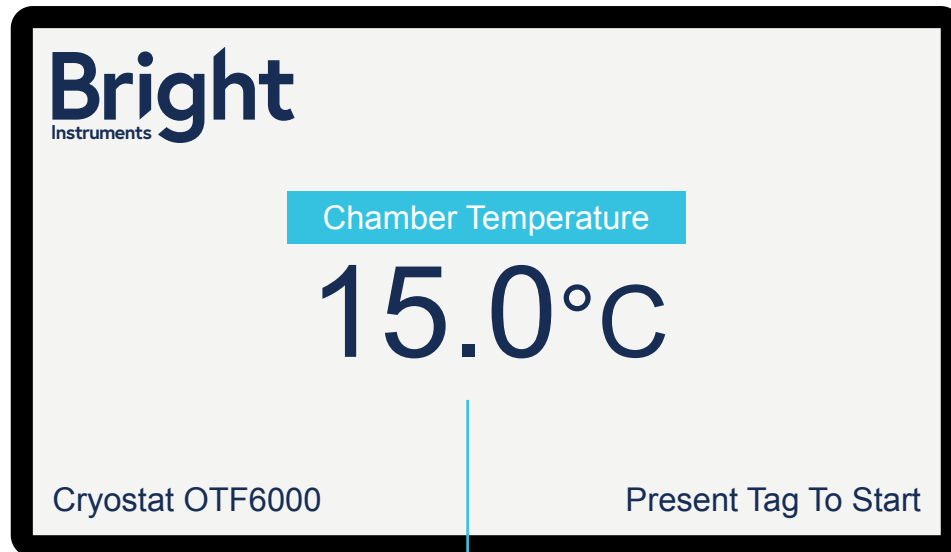 Bright
Instruments
Chamber Temperature
15.0°C
Cryostat OTF6000
Present Tag To Start